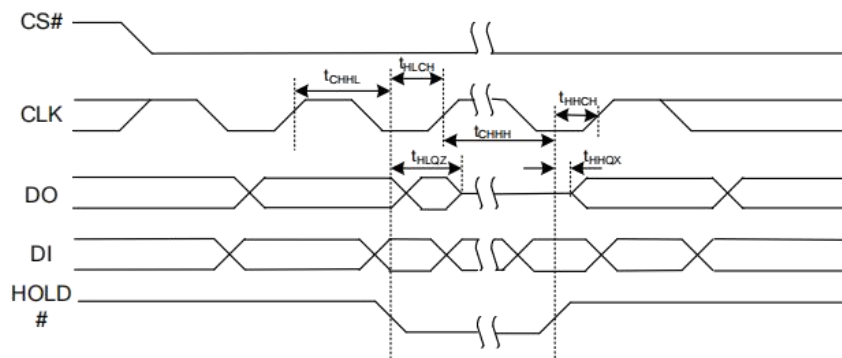 CS#
tCHHL
tHLCH
tHHCH
CLK
tCHHH
tHLQZ
tHHQX
DO
DI
HOLD
#